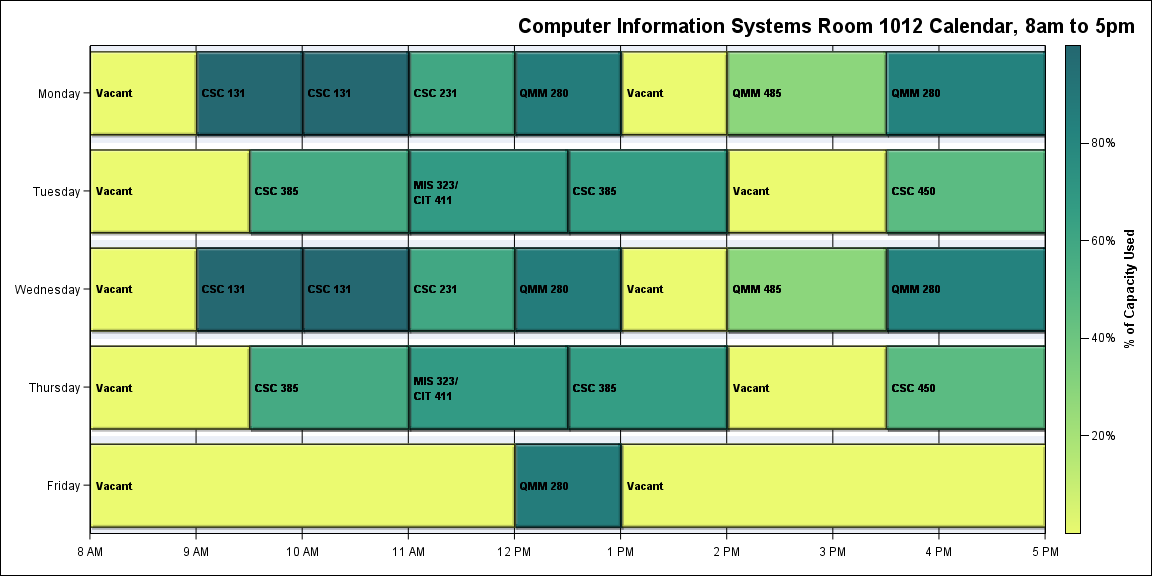 Computer Information Systems Room 1012 Calendar, 8am to 5pm
Monday
Vacant
CSC 131
CSC 131
CSC 231
QMM 280
Vacant
QMM 485
QMM 280
Tuesday
Vacant
CSC 385
MIS 323/
CIT 411
CSC 385
Vacant
CSC 450
Wednesday
Vacant
CSC 131
CSC 131
CSC 231
QMM 280
Vacant
QMM 485
QMM 280
Thursday
Vacant
CSC 385
MIS 323/
CIT 411
CSC 385
Vacant
CSC 450
Friday
Vacant
QMM 280
Vacant
8 AM
9 AM
10 AM
11 AM
12 PM
1 PM
2 PM
3 PM
4 PM
5 PM
80%
60%
40%
20%
% of Capacity Used